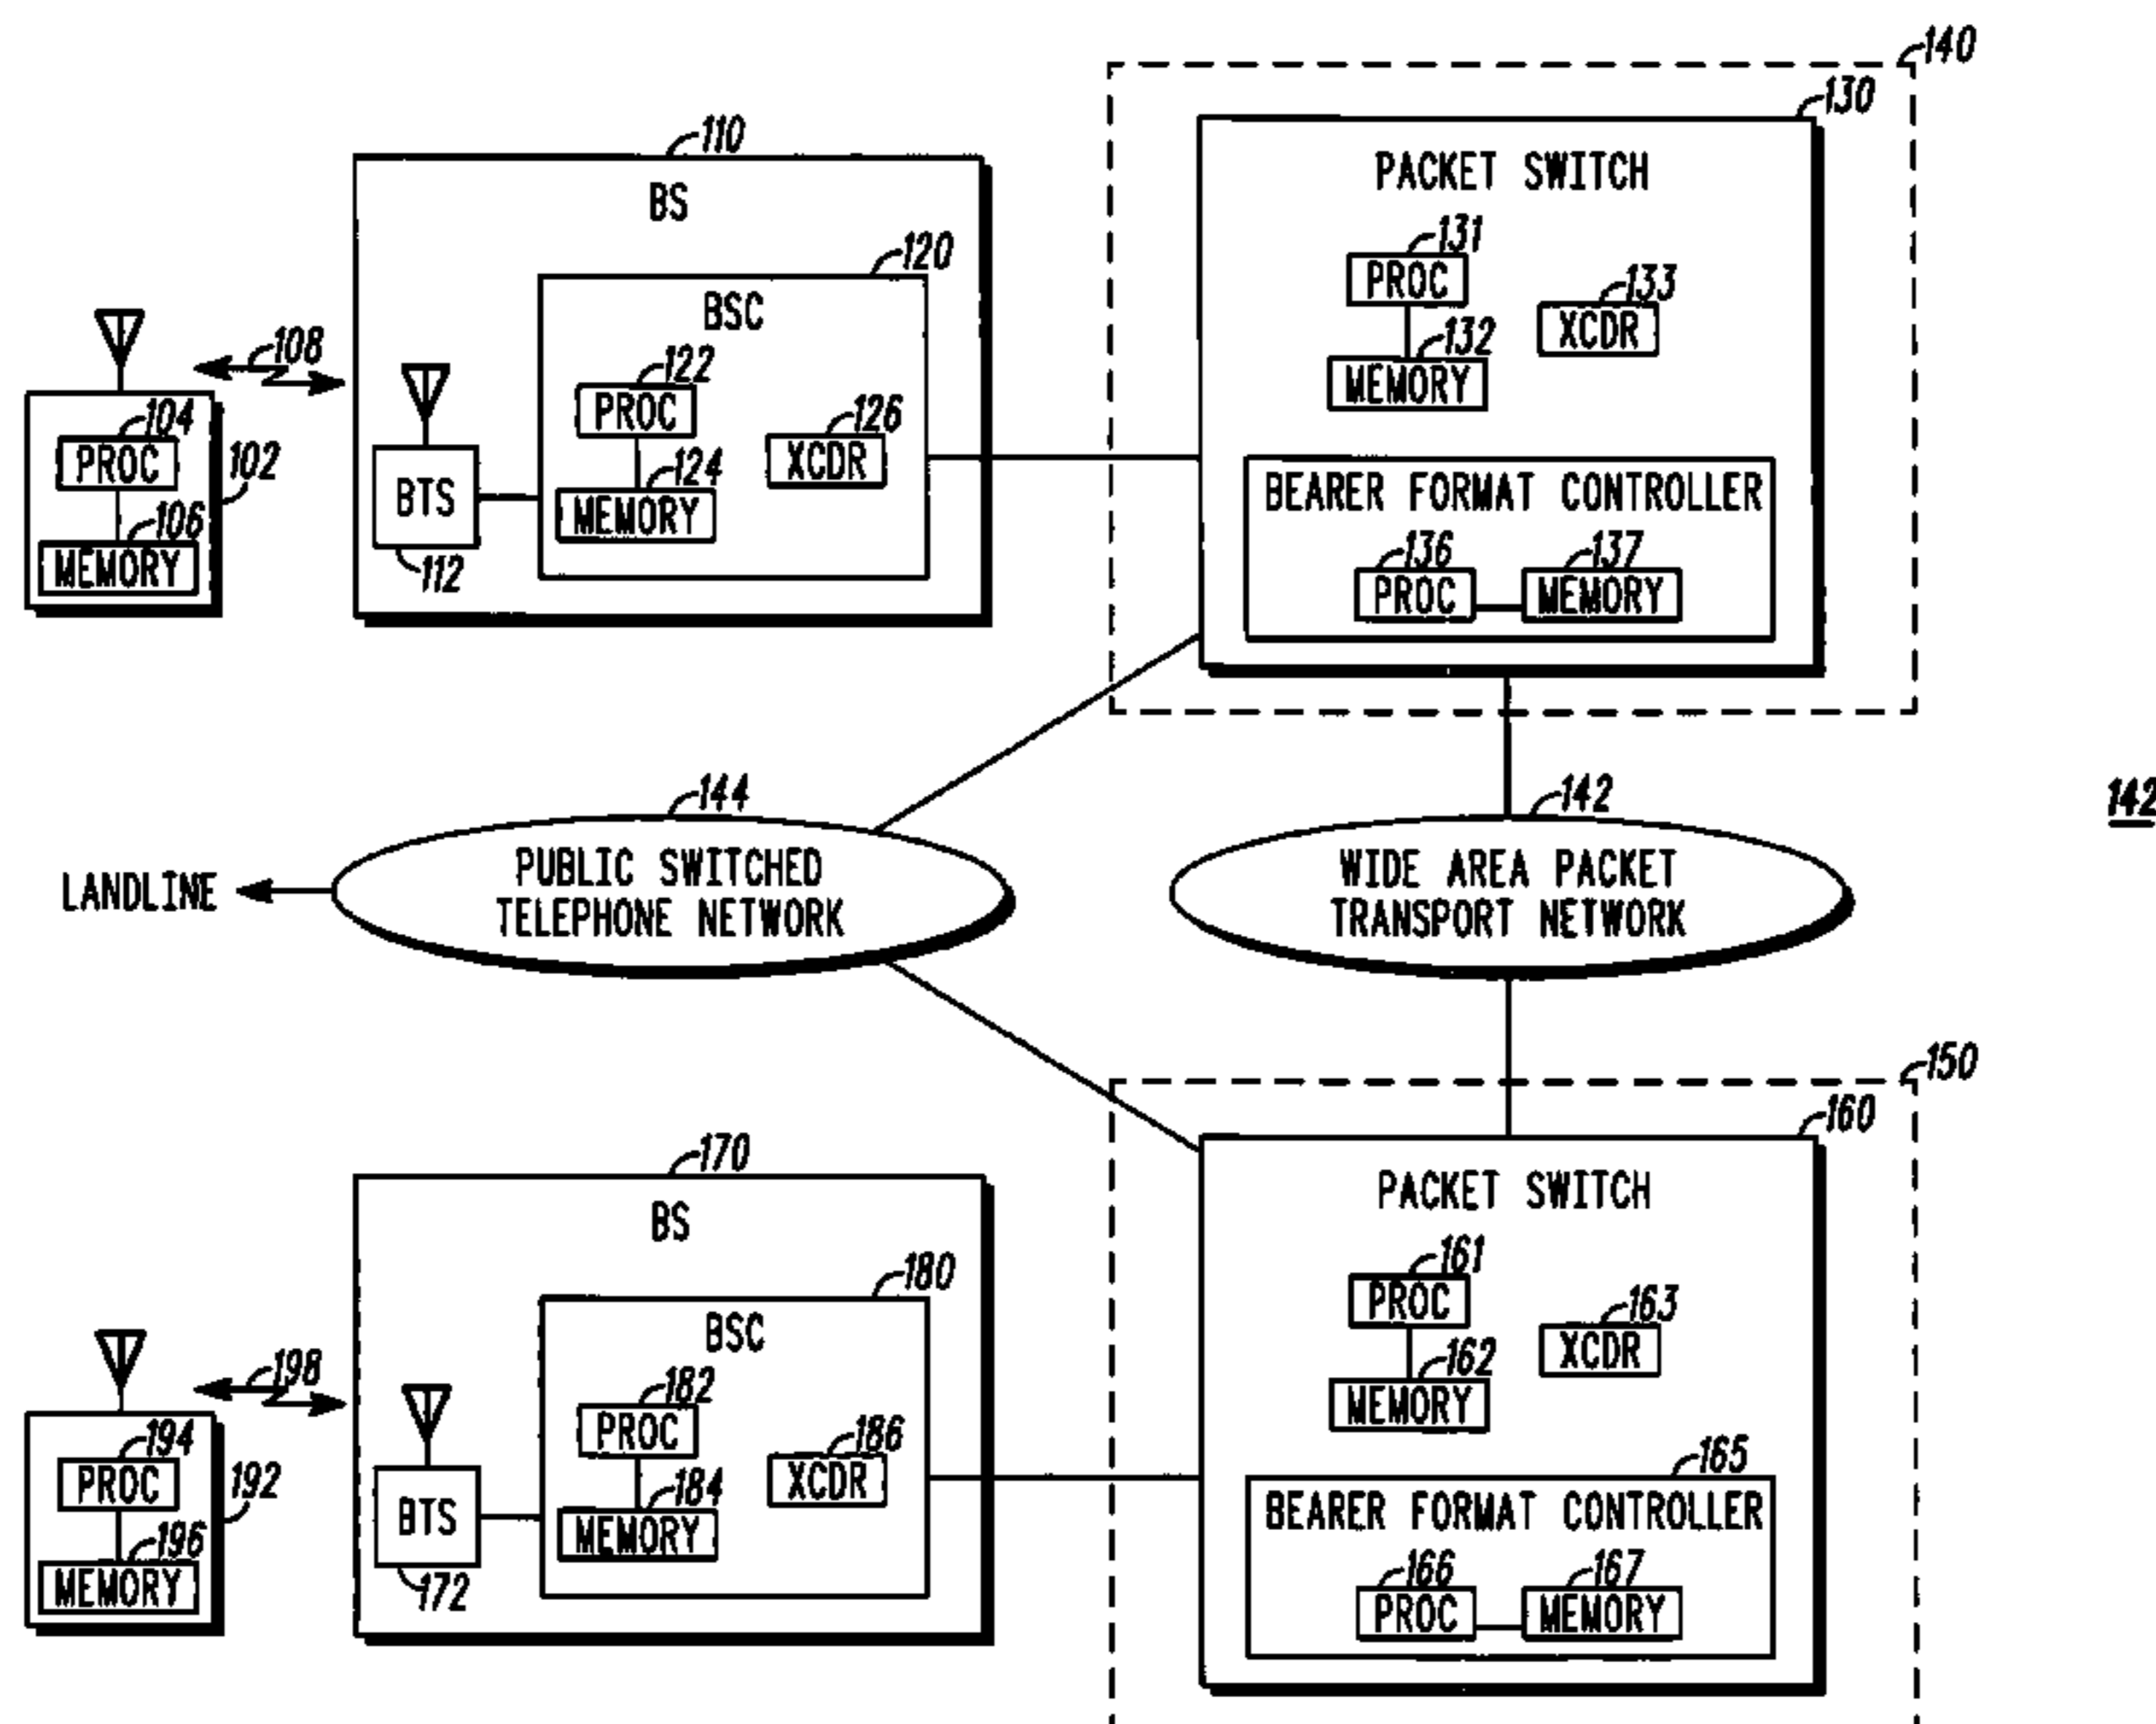 140
130
PACKET SWITCH
131
PROC
133
XCDR
132
MEMORY
BEARER FORMAT CONTROLLER
136
PROC
137
MEMORY
110
BS
120
BSC
122
PROC
126
XCDR
124
MEMORY
BTS
112
108
104
PROC
102
106
MEMORY
144
PUBLIC SWITCHED
TELEPHONE NETWORK
LANDLINE
142
WIDE AREA PACKET
TRANSPORT NETWORK
142
150
160
PACKET SWITCH
161
PROC
163
XCDR
162
MEMORY
165
BEARER FORMAT CONTROLLER
166
PROC
167
MEMORY
170
BS
180
BSC
182
PROC
186
XCDR
184
MEMORY
BTS
172
198
194
PROC
192
196
MEMORY